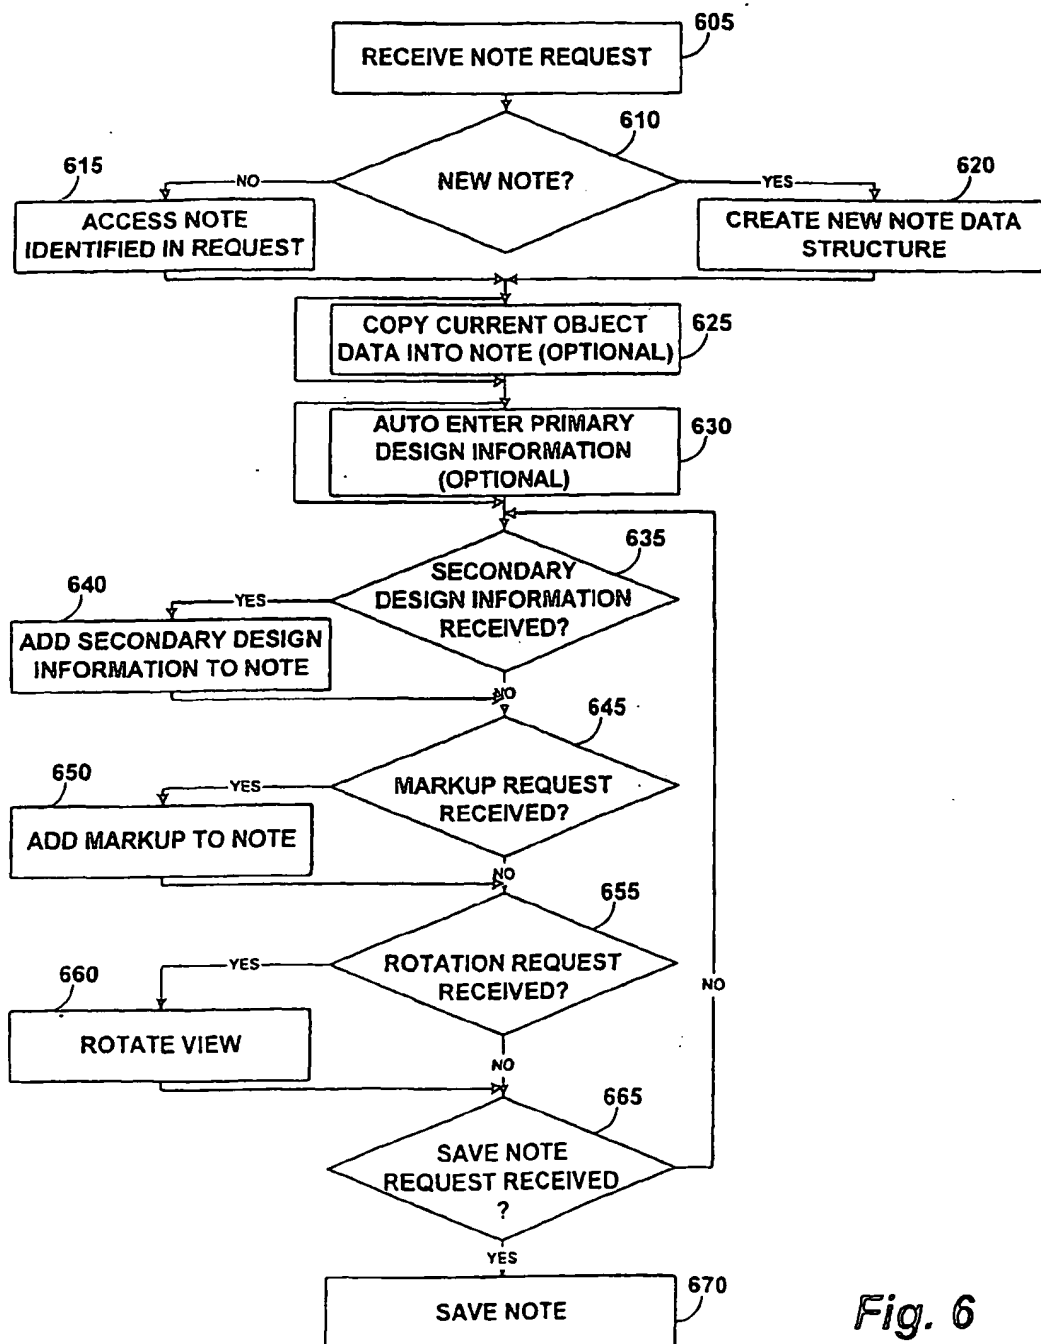 605
RECEIVE NOTE REQUEST
610
NEW NOTE?
NO
YES
615
ACCESS NOTE
IDENTIFIED IN REQUEST
620
CREATE NEW NOTE DATA
STRUCTURE
COPY CURRENT OBJECT
DATA INTO NOTE (OPTIONAL)
625
AUTO ENTER PRIMARY
DESIGN INFORMATION
(OPTIONAL)
630
635
SECONDARY
DESIGN INFORMATION
RECEIVED?
YES
640
ADD SECONDARY DESIGN
INFORMATION TO NOTE
NO
645
MARKUP REQUEST
RECEIVED?
YES
650
ADD MARKUP TO NOTE
NO
655
ROTATION REQUEST
RECEIVED?
YES
660
ROTATE VIEW
NO
NO
665
SAVE NOTE
REQUEST RECEIVED
?
YES
SAVE NOTE
670
Fig. 6